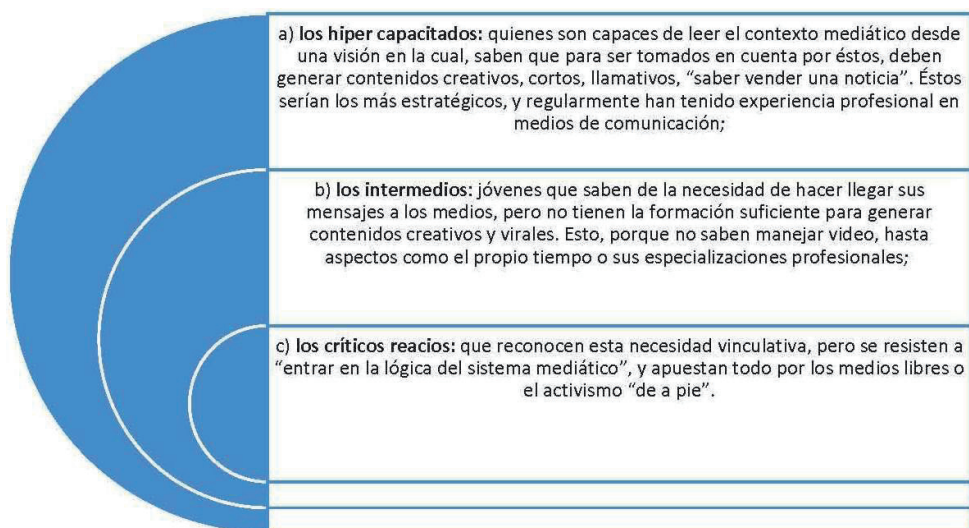 a) los hiper capacitados: quienes son capaces de leer el contexto mediático desde
una visión en la cual, saben que para ser tomados en cuenta por éstos, deben
generar contenidos creativos, cortos, llamativos, “saber vender una noticia”. Éstos
serían los más estratégicos, y regularmente han tenido experiencia profesional en
medios de comunicación;
b) los intermedios: jóvenes que saben de la necesidad de hacer llegar sus
mensajes a los medios, pero no tienen la formación suficiente para generar
contenidos creativos y virales. Esto, porque no saben manejar video, hasta
aspectos como el propio tiempo o sus especializaciones profesionales;
c) los críticos reacios: que reconocen esta necesidad vinculativa, pero se resisten a
“entrar en la lógica del sistema mediático”, y apuestan todo por los medios libres o
el activismo “de a pie”.